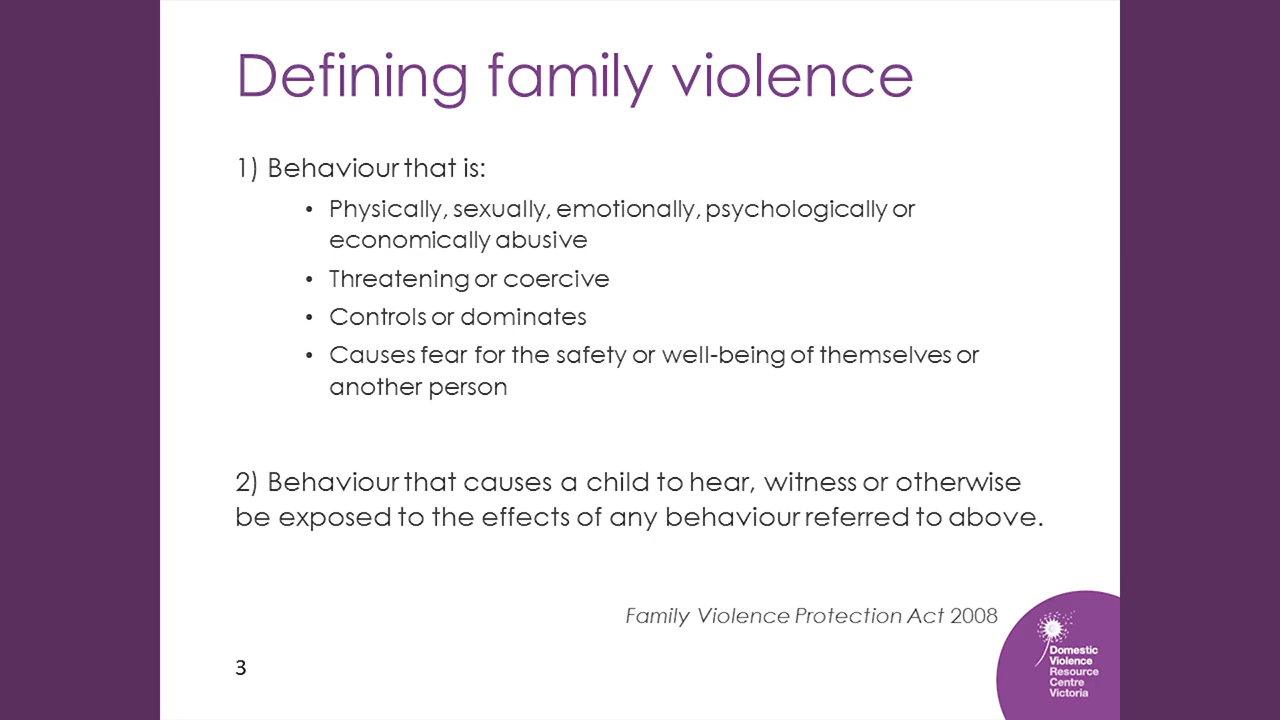 Defining family violence
1) Behaviour that is:
• Physically, sexually, emotionally, psychologically or
economically abusive
• Threatening or coercive
• Controls or dominates
• Causes fear for the safety or well-being of themselves or
another person
2) Behaviour that causes a child to hear, witness or otherwise
be exposed to the effects of any behaviour referred to above.
Family Violence Protection Act 2008
3
Domestic
Violence
Resource
Centre
Victoria